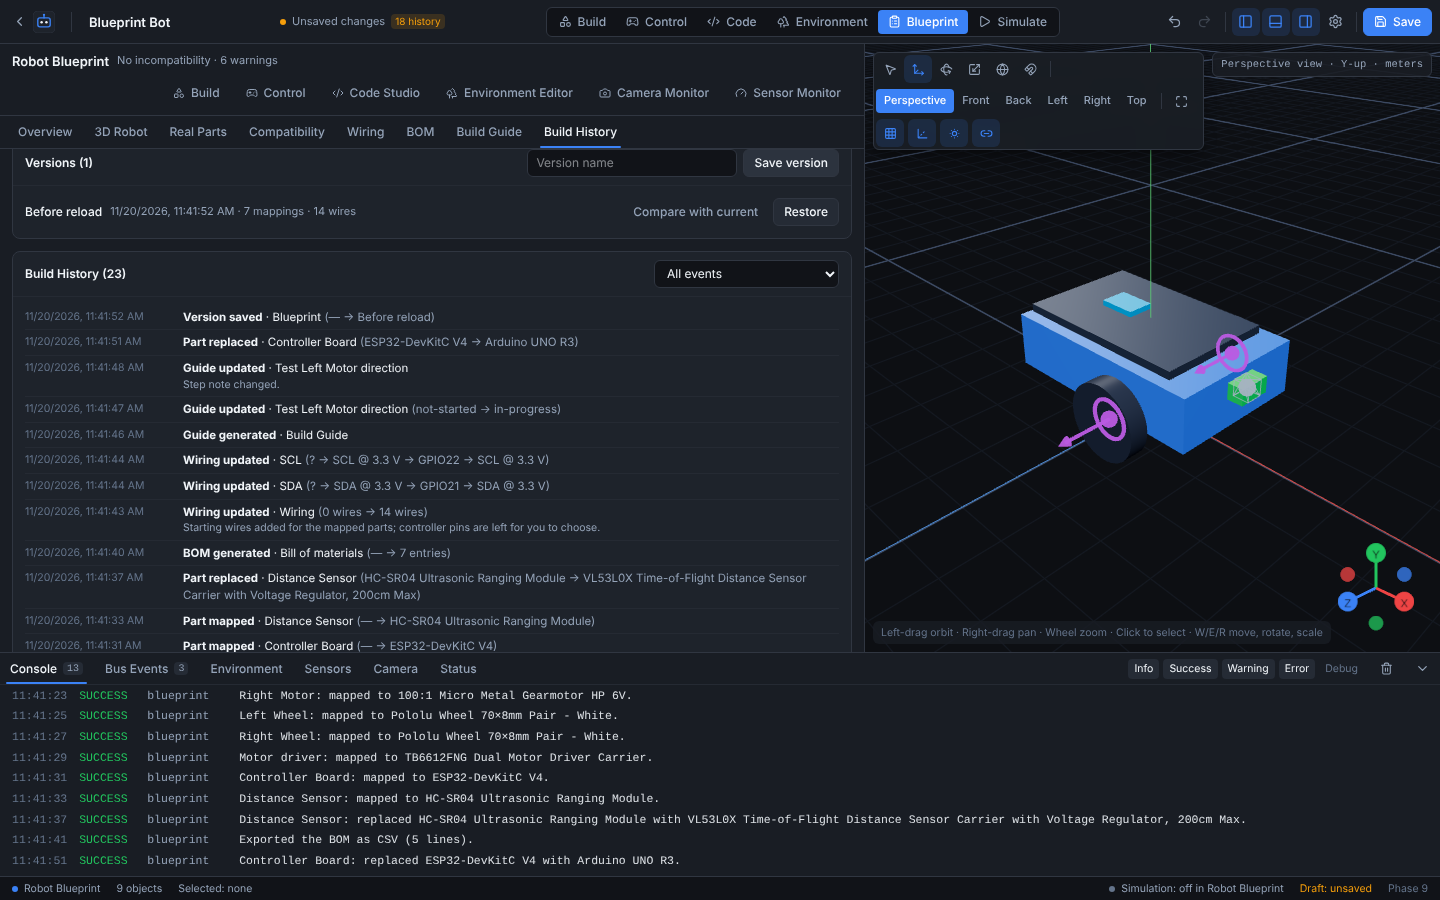 Blueprint Bot
Unsaved changes 18 history
Build Control Code Environment Blueprint Simulate
Save
Robot Blueprint No incompatibility · 6 warnings
Build Control Code Studio Environment Editor Camera Monitor Sensor Monitor
Overview 3D Robot Real Parts Compatibility Wiring BOM Build Guide Build History
Versions (1) Version name Save version
Before reload 11/20/2026, 11:41:52 AM · 7 mappings · 14 wires Compare with current Restore
Build History (23) All events
11/20/2026, 11:41:52 AM Version saved · Blueprint (— → Before reload)
11/20/2026, 11:41:51 AM Part replaced · Controller Board (ESP32-DevKitC V4 → Arduino UNO R3)
11/20/2026, 11:41:48 AM Guide updated · Test Left Motor direction
Step note changed.
11/20/2026, 11:41:47 AM Guide updated · Test Left Motor direction (not-started → in-progress)
11/20/2026, 11:41:46 AM Guide generated · Build Guide
11/20/2026, 11:41:44 AM Wiring updated · SCL (? → SCL @ 3.3 V → GPIO22 → SCL @ 3.3 V)
11/20/2026, 11:41:44 AM Wiring updated · SDA (? → SDA @ 3.3 V → GPIO21 → SDA @ 3.3 V)
11/20/2026, 11:41:43 AM Wiring updated · Wiring (0 wires → 14 wires)
Starting wires added for the mapped parts; controller pins are left for you to choose.
11/20/2026, 11:41:40 AM BOM generated · Bill of materials (— → 7 entries)
11/20/2026, 11:41:37 AM Part replaced · Distance Sensor (HC-SR04 Ultrasonic Ranging Module → VL53L0X Time-of-Flight Distance Sensor
Carrier with Voltage Regulator, 200cm Max)
11/20/2026, 11:41:33 AM Part mapped · Distance Sensor (— → HC-SR04 Ultrasonic Ranging Module)
11/20/2026, 11:41:31 AM Part mapped · Controller Board (— → ESP32-DevKitC V4)
Perspective view · Y-up · meters
Perspective Front Back Left Right Top
Y
Z X
Left-drag orbit · Right-drag pan · Wheel zoom · Click to select · W/E/R move, rotate, scale
Console 13 Bus Events 3 Environment Sensors Camera Status
Info Success Warning Error Debug
11:41:23 SUCCESS blueprint Right Motor: mapped to 100:1 Micro Metal Gearmotor HP 6V.
11:41:25 SUCCESS blueprint Left Wheel: mapped to Pololu Wheel 70×8mm Pair - White.
11:41:27 SUCCESS blueprint Right Wheel: mapped to Pololu Wheel 70×8mm Pair - White.
11:41:29 SUCCESS blueprint Motor driver: mapped to TB6612FNG Dual Motor Driver Carrier.
11:41:31 SUCCESS blueprint Controller Board: mapped to ESP32-DevKitC V4.
11:41:33 SUCCESS blueprint Distance Sensor: mapped to HC-SR04 Ultrasonic Ranging Module.
11:41:37 SUCCESS blueprint Distance Sensor: replaced HC-SR04 Ultrasonic Ranging Module with VL53L0X Time-of-Flight Distance Sensor Carrier with Voltage Regulator, 200cm Max.
11:41:41 SUCCESS blueprint Exported the BOM as CSV (5 lines).
11:41:51 SUCCESS blueprint Controller Board: replaced ESP32-DevKitC V4 with Arduino UNO R3.
Robot Blueprint 9 objects Selected: none
Simulation: off in Robot Blueprint Draft: unsaved Phase 9